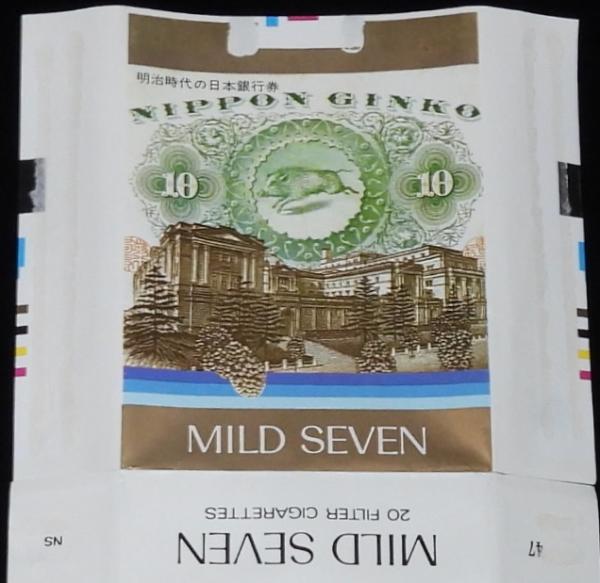 明治時代の日本銀行券
NIPPON GINKO
10 10
MILD SEVEN
20 FILTER CIGARETTES
MILD SEVEN
NS
47